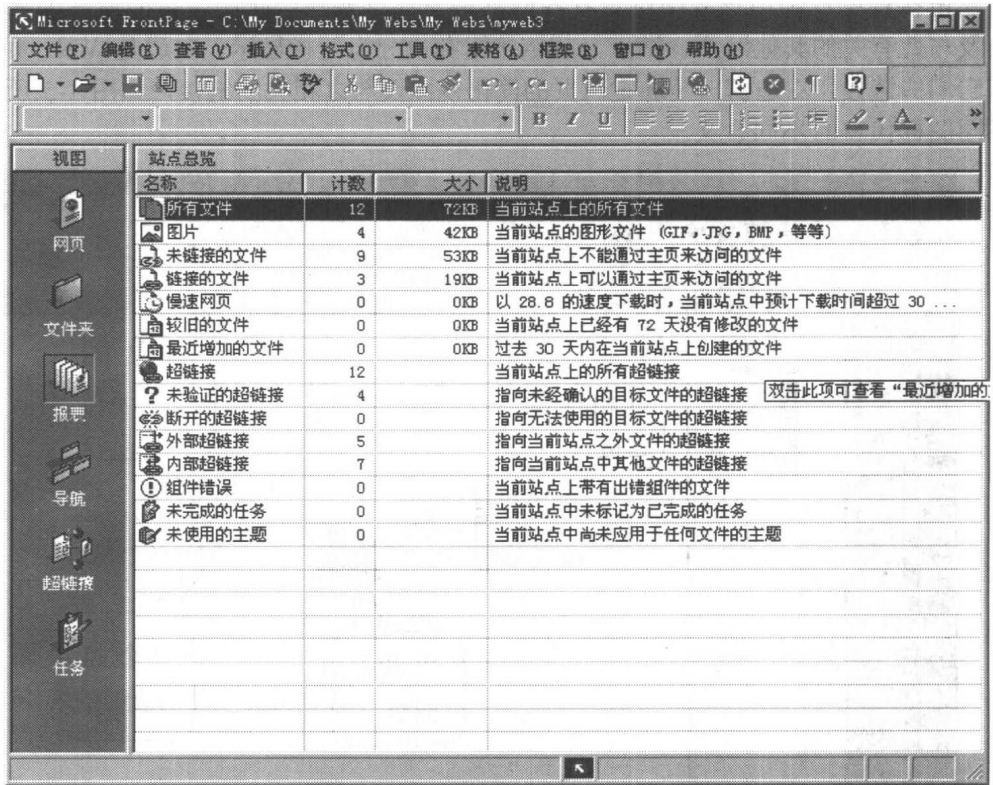 Microsoft FrontPage - C:\My Documents\My Webs\My Webs\myweb3
文件(F) 编辑(E) 查看(V) 插入(I) 格式(O) 工具(T) 表格(A) 框架(R) 窗口(W) 帮助(H)
B I U A
视图 站点总览
名称 计数 大小 说明
所有文件 12 72KB 当前站点上的所有文件
图片 4 42KB 当前站点的图形文件 (GIF,JPG,BMP,等等)
未链接的文件 9 53KB 当前站点上不能通过主页来访问的文件
链接的文件 3 19KB 当前站点上可以通过主页来访问的文件
慢速网页 0 0KB 以 28.8 的速度下载时,当前站点中预计下载时间超过 30 ...
较旧的文件 0 0KB 当前站点上已经有 72 天没有修改的文件
最近增加的文件 0 0KB 过去 30 天内在当前站点上创建的文件
超链接 12 当前站点上的所有超链接
未验证的超链接 4 指向未经确认的目标文件的超链接
双击此项可查看“最近增加的
断开的超链接 0 指向无法使用的目标文件的超链接
外部超链接 5 指向当前站点之外文件的超链接
内部超链接 7 指向当前站点中其他文件的超链接
组件错误 0 当前站点上带有出错组件的文件
未完成的任务 0 当前站点中未标记为已完成的任务
未使用的主题 0 当前站点中尚未应用于任何文件的主题
网页
文件夹
报表
导航
超链接
任务